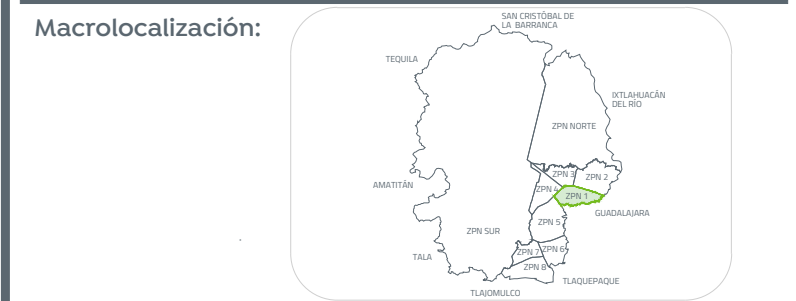 Macrolocalización:
SAN CRISTÓBAL DE
LA BARRANCA
TEQUILA
IXTLAHUACÁN
DEL RÍO
ZPN NORTE
ZPN 3
ZPN 2
AMATITÁN
ZPN 4
ZPN 1
GUADALAJARA
ZPN 5
ZPN SUR
ZPN 7
ZPN 6
TALA
ZPN 8
TLAQUEPAQUE
TLAJOMULCO